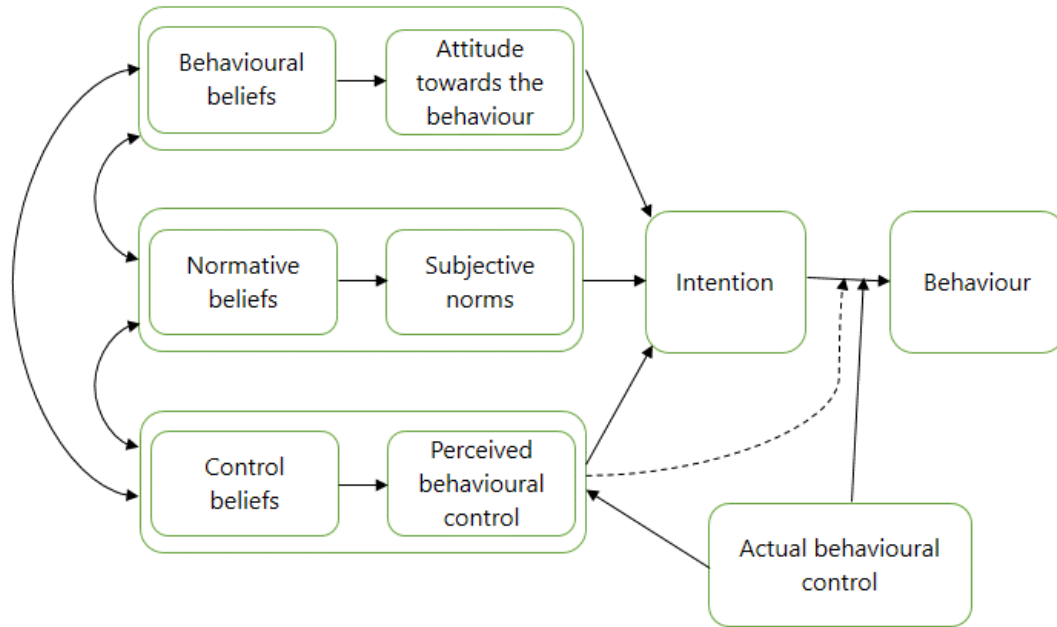 Behavioural
beliefs
Attitude
towards the
behaviour
Normative
beliefs
Subjective
norms
Intention
Behaviour
Control
beliefs
Perceived
behavioural
control
Actual behavioural
control